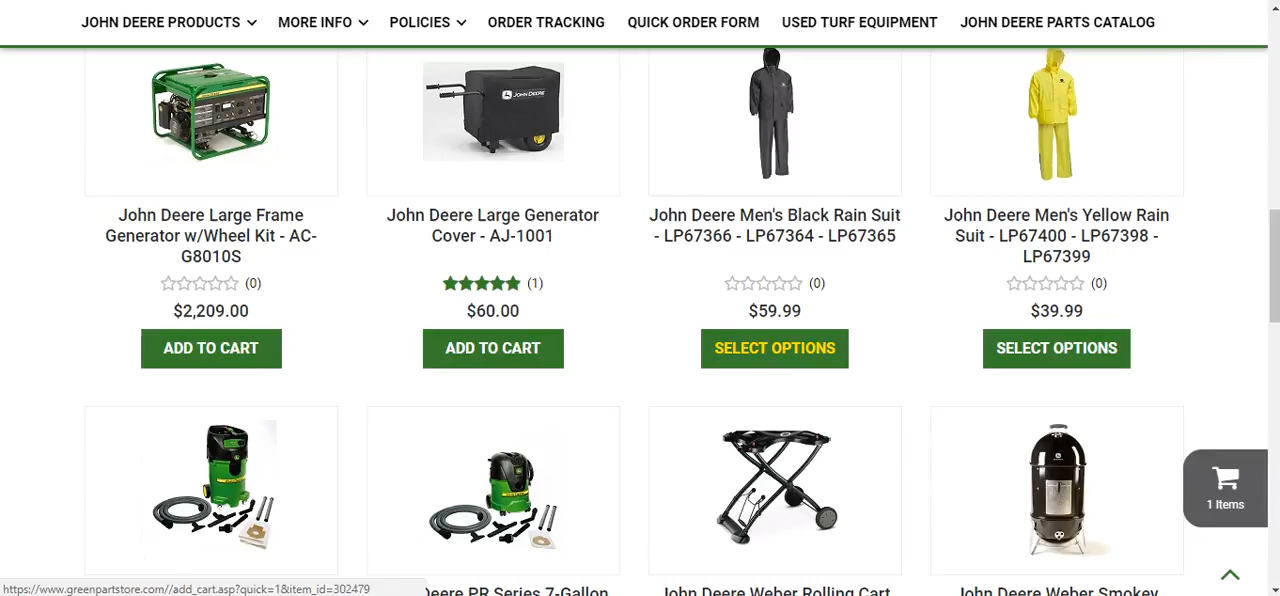 JOHN DEERE PRODUCTS MORE INFO POLICIES ORDER TRACKING QUICK ORDER FORM USED TURF EQUIPMENT JOHN DEERE PARTS CATALOG
JOHN DEERE
John Deere Large Frame
Generator w/Wheel Kit - AC-
G8010S
(0)
$2,209.00
ADD TO CART
John Deere Large Generator
Cover - AJ-1001
(1)
$60.00
ADD TO CART
John Deere Men's Black Rain Suit
- LP67366 - LP67364 - LP67365
(0)
$59.99
SELECT OPTIONS
John Deere Men's Yellow Rain
Suit - LP67400 - LP67398 -
LP67399
(0)
$39.99
SELECT OPTIONS
1 Items
Deere PR Series 7-Gallon
John Deere Weber Rolling Cart
John Deere Weber Smokey
https://www.greenpartstore.com//add_cart.asp?quick=1&item_id=302479